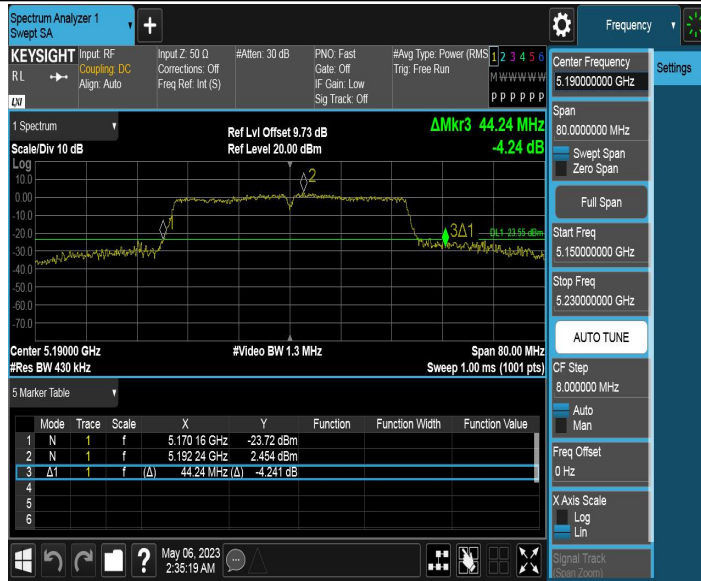 Spectrum Analyzer 1
Swept SA
Frequency
KEYSIGHT
RL
LXI
Input: RF
Coupling: DC
Align: Auto
Input Z: 50 Ω
Corrections: Off
Freq Ref: Int (S)
#Atten: 30 dB
PNO: Fast
Gate: Off
IF Gain: Low
Sig Track: Off
#Avg Type: Power (RMS
Trig: Free Run
1 2 3 4 5 6
M W W W W W
P P P P P P
Settings
Center Frequency
5.190000000 GHz
Span
80.0000000 MHz
Swept Span
Zero Span
Full Span
Start Freq
5.150000000 GHz
Stop Freq
5.230000000 GHz
AUTO TUNE
CF Step
8.000000 MHz
Auto
Man
Freq Offset
0 Hz
X Axis Scale
Log
Lin
Signal Track
(Span Zoom)
1 Spectrum
Scale/Div 10 dB
Ref Lvl Offset 9.73 dB
Ref Level 20.00 dBm
ΔMkr3 44.24 MHz
-4.24 dB
Log
10.0
0.00
-10.0
-20.0
-30.0
-40.0
-50.0
-60.0
-70.0
1
2
3Δ1
DL1 -23.55 dBm
Center 5.19000 GHz
#Res BW 430 kHz
#Video BW 1.3 MHz
Span 80.00 MHz
Sweep 1.00 ms (1001 pts)
5 Marker Table
Mode Trace Scale X Y Function Function Width Function Value
1 N 1 f 5.170 16 GHz -23.72 dBm
2 N 1 f 5.192 24 GHz 2.454 dBm
3 Δ1 1 f (Δ) 44.24 MHz (Δ) -4.241 dB
4
5
6
May 06, 2023
2:35:19 AM